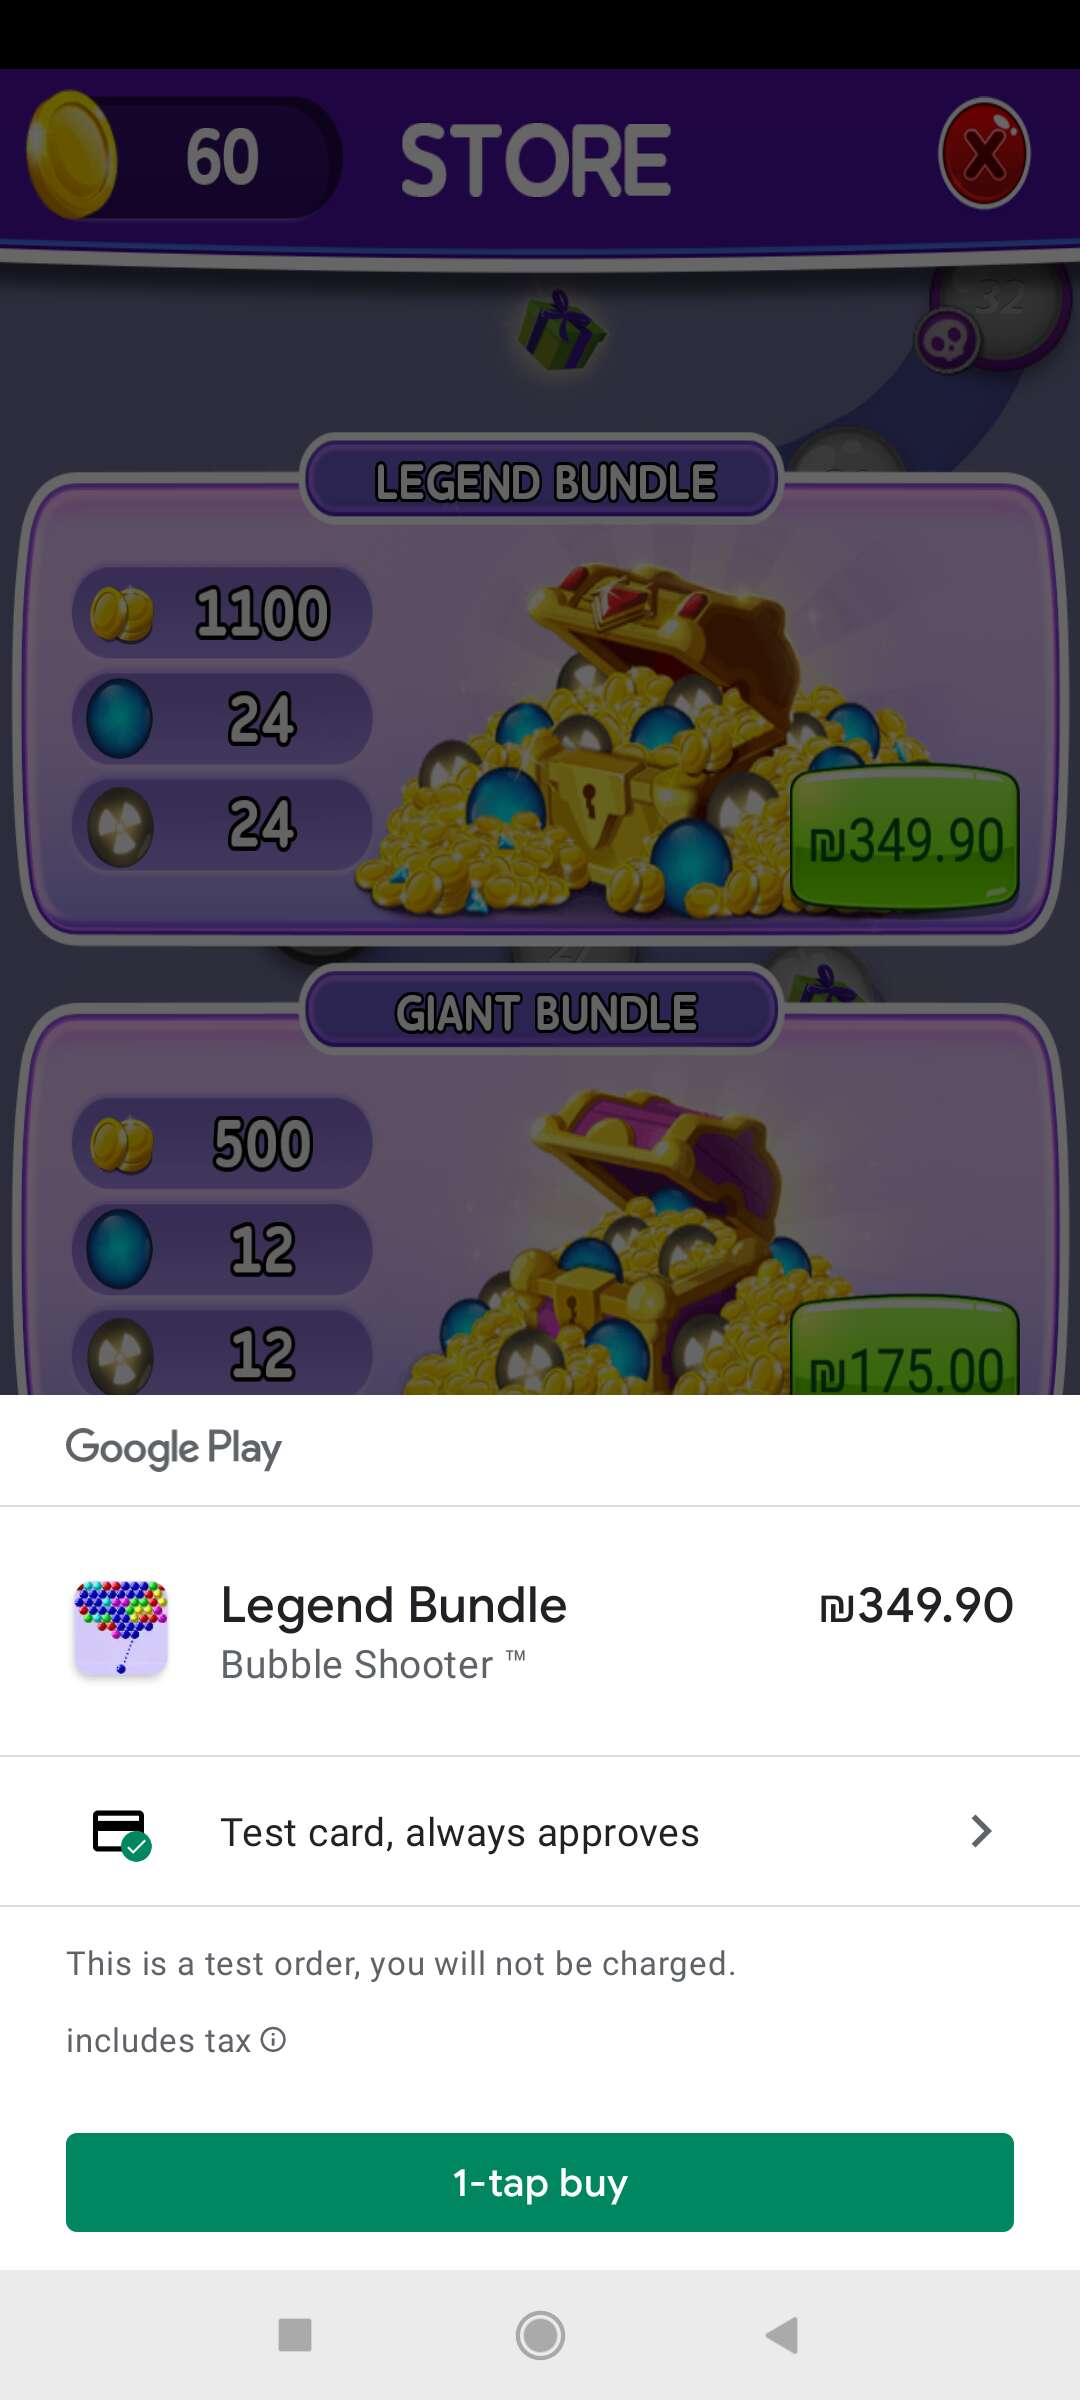 60
STORE
32
LEGEND BUNDLE
1100
24
24
₪349.90
GIANT BUNDLE
500
12
12
₪175.00
Google Play
Legend Bundle
₪349.90
Bubble Shooter ™
Test card, always approves
This is a test order, you will not be charged.
includes tax
1-tap buy